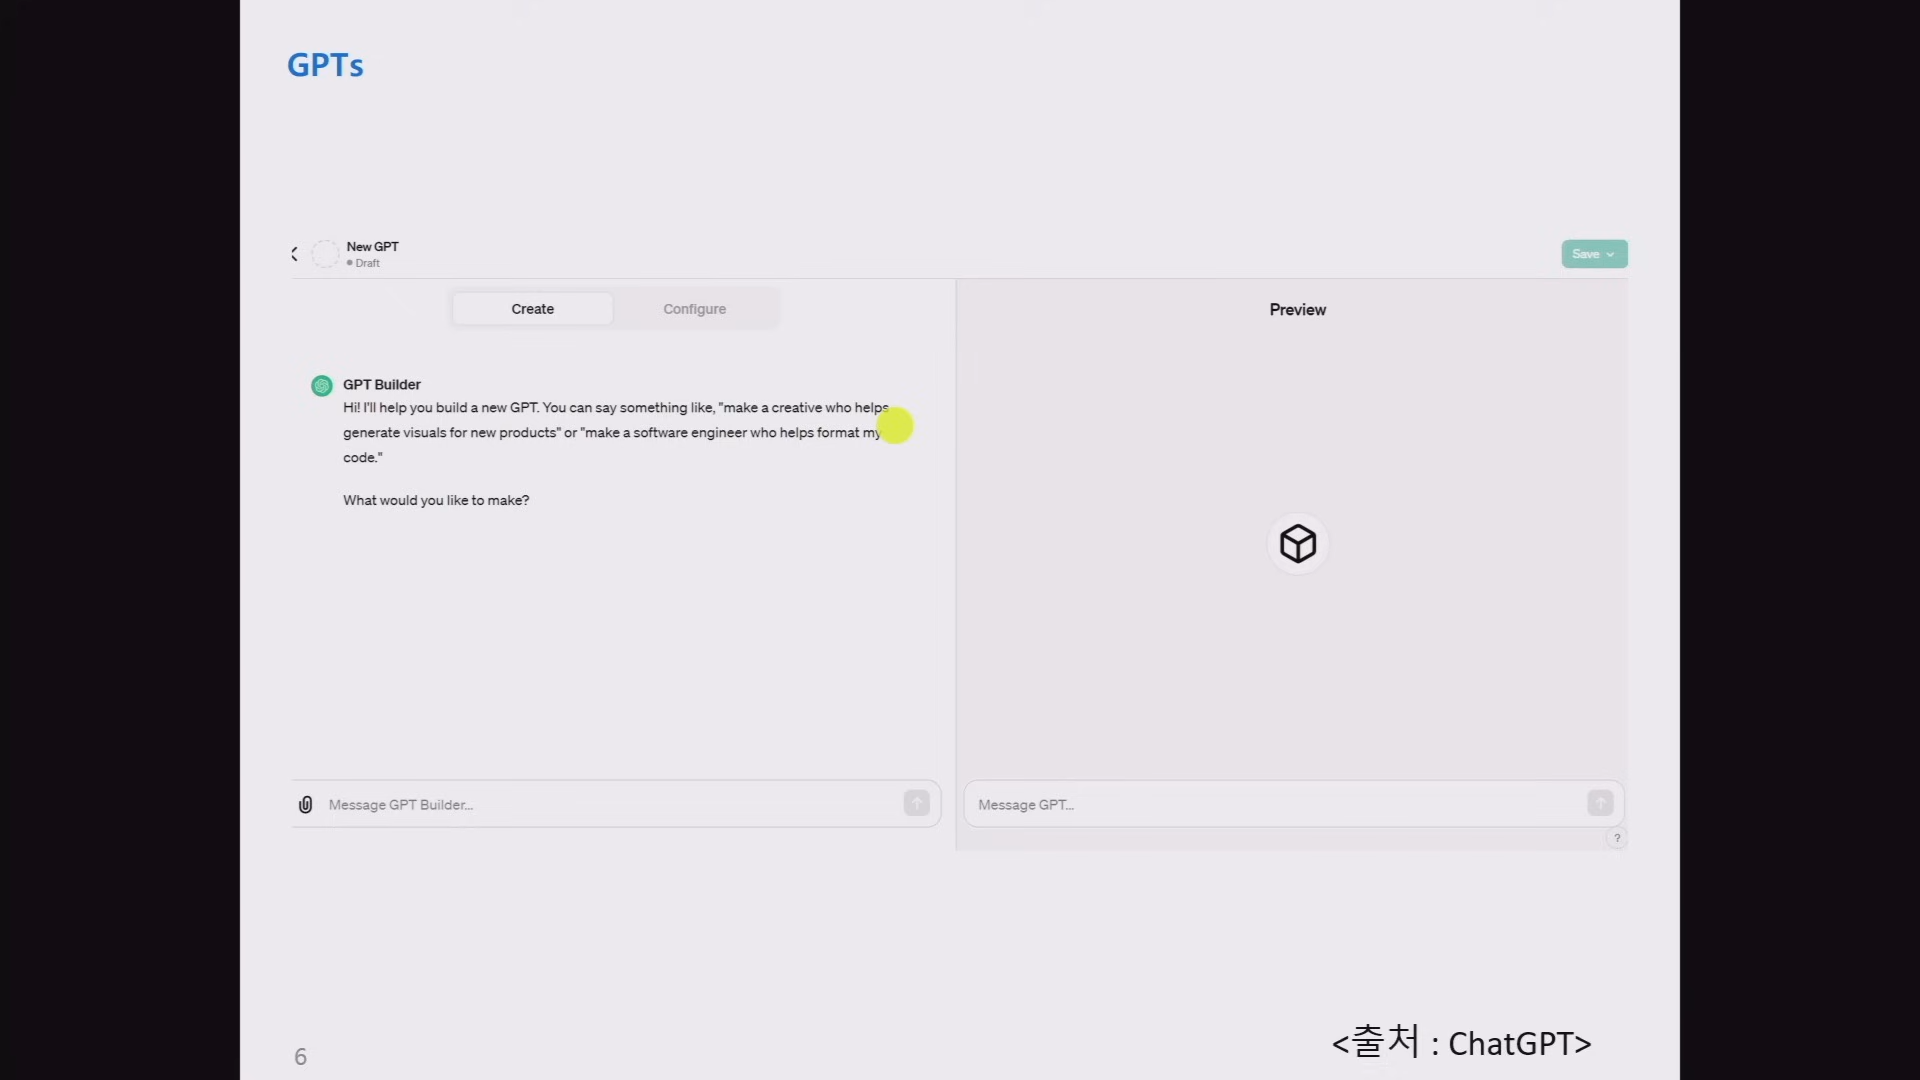 GPTs
New GPT
Draft
Save
Create
Configure
Preview
GPT Builder
Hi! I'll help you build a new GPT. You can say something like, "make a creative who helps
generate visuals for new products" or "make a software engineer who helps format my
code."
What would you like to make?
Message GPT Builder...
Message GPT...
?
<출처 : ChatGPT>
6